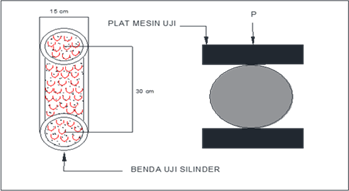 15 cm
P
PLAT MESIN UJI
30 cm
BENDA UJI SILINDER